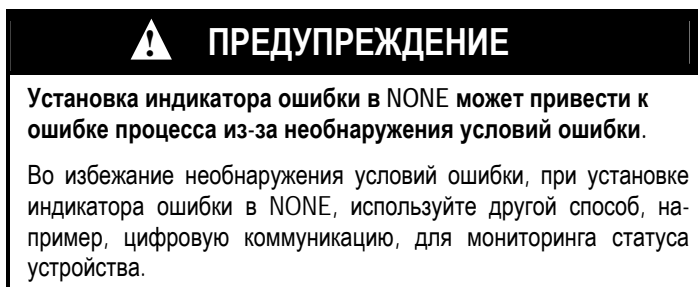 ПРЕДУПРЕЖДЕНИЕ
Установка индикатора ошибки в NONE может привести к
ошибке процесса из-за необнаружения условий ошибки.
Во избежание необнаружения условий ошибки, при установке
индикатора ошибки в NONE, используйте другой способ, на-
пример, цифровую коммуникацию, для мониторинга статуса
устройства.